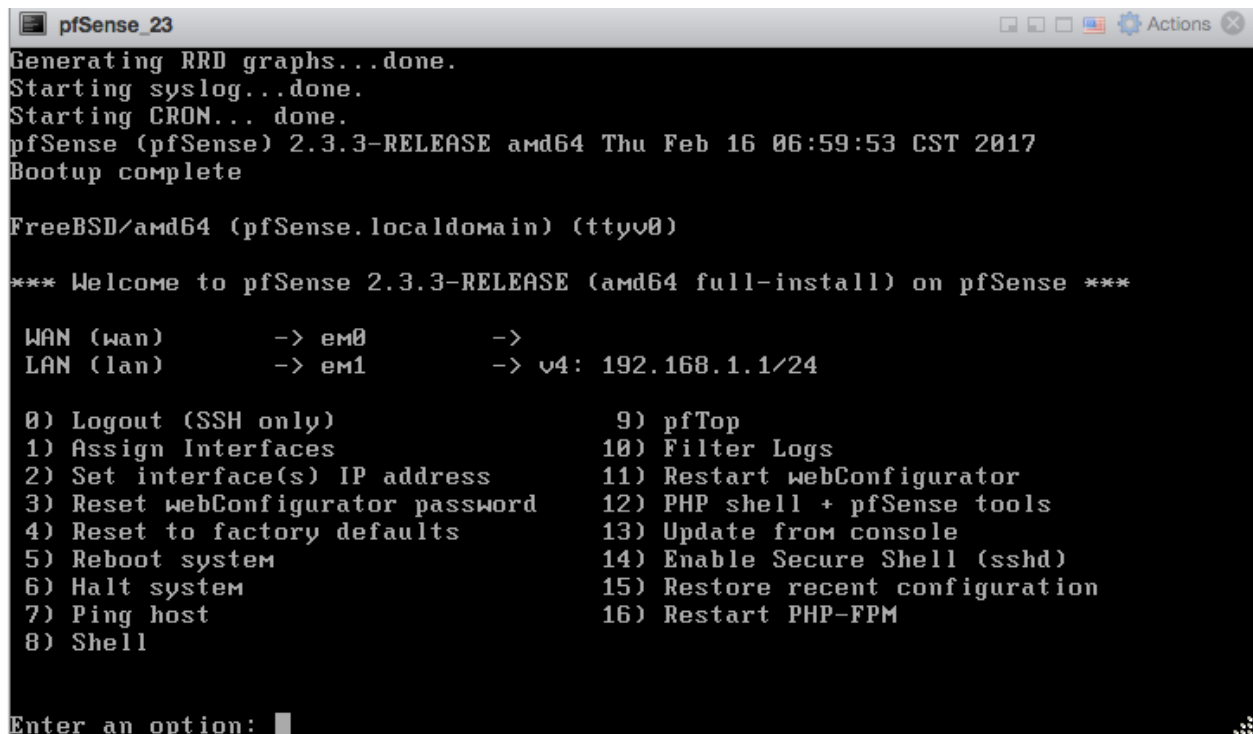 pfSense_23 Actions
Generating RRD graphs...done.
Starting syslog...done.
Starting CRON... done.
pfSense (pfSense) 2.3.3-RELEASE amd64 Thu Feb 16 06:59:53 CST 2017
Bootup complete
FreeBSD/amd64 (pfSense.localdomain) (ttyv0)
*** Welcome to pfSense 2.3.3-RELEASE (amd64 full-install) on pfSense ***
WAN (wan) -> em0 ->
LAN (lan) -> em1 -> v4: 192.168.1.1/24
0) Logout (SSH only) 9) pfTop
1) Assign Interfaces 10) Filter Logs
2) Set interface(s) IP address 11) Restart webConfigurator
3) Reset webConfigurator password 12) PHP shell + pfSense tools
4) Reset to factory defaults 13) Update from console
5) Reboot system 14) Enable Secure Shell (sshd)
6) Halt system 15) Restore recent configuration
7) Ping host 16) Restart PHP-FPM
8) Shell
Enter an option: